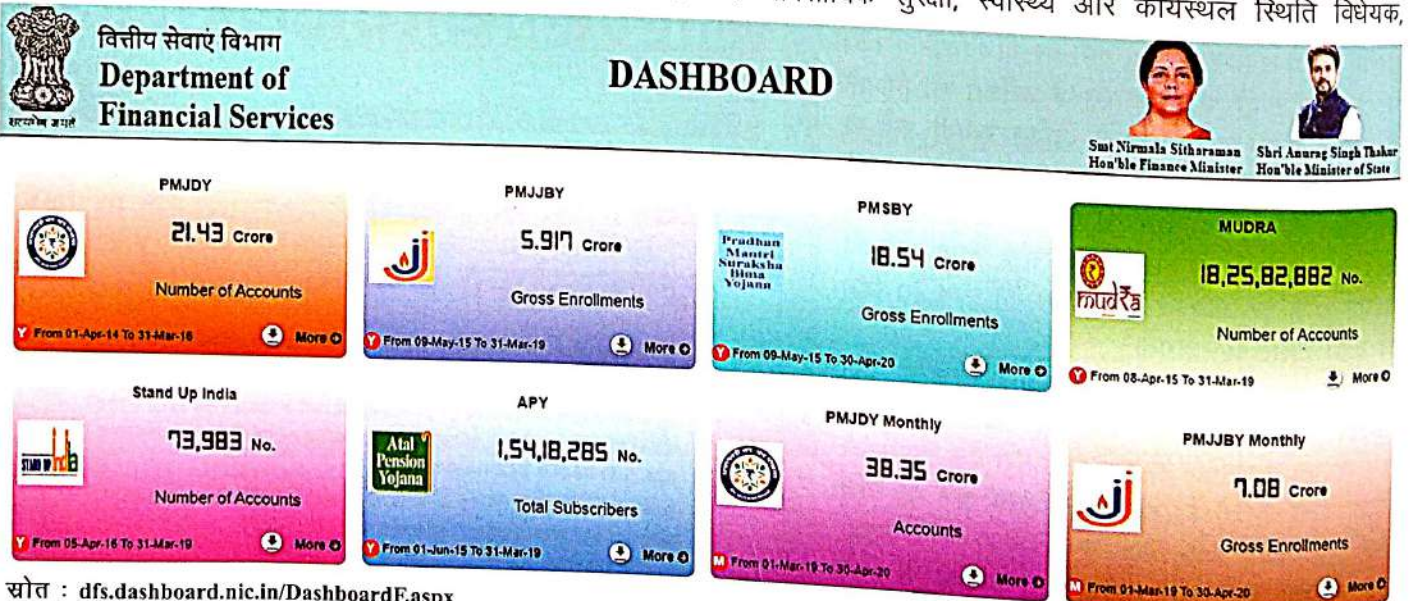 सुरक्षा, स्वास्थ्य और कार्यस्थल स्थिति विधेयक,
वित्तीय सेवाएं विभाग
Department of
Financial Services
सत्यमेव जयते
DASHBOARD
Smt Nirmala Sitharaman
Hon'ble Finance Minister
Shri Anurag Singh Thakur
Hon'ble Minister of State
PMJDY
21.43 Crore
Number of Accounts
Y From 01-Apr-14 To 31-Mar-16 More
PMJJBY
5.917 Crore
Gross Enrollments
Y From 09-May-15 To 31-Mar-19 More
PMSBY
Pradhan
Mantri
Suraksha
Bima
Yojana
18.54 Crore
Gross Enrollments
Y From 09-May-15 To 30-Apr-20 More
MUDRA
mudRa
18,25,82,882 No.
Number of Accounts
Y From 08-Apr-15 To 31-Mar-19 More
Stand Up India
STAND UP India
73,983 No.
Number of Accounts
Y From 05-Apr-16 To 31-Mar-19 More
APY
Atal
Pension
Yojana
1,54,18,285 No.
Total Subscribers
Y From 01-Jun-15 To 31-Mar-19 More
PMJDY Monthly
38.35 Crore
Accounts
M From 01-Mar-19 To 30-Apr-20 More
PMJJBY Monthly
7.08 Crore
Gross Enrollments
M From 01-Mar-19 To 30-Apr-20 More
स्रोत : dfs.dashboard.nic.in/DashboardF.aspx